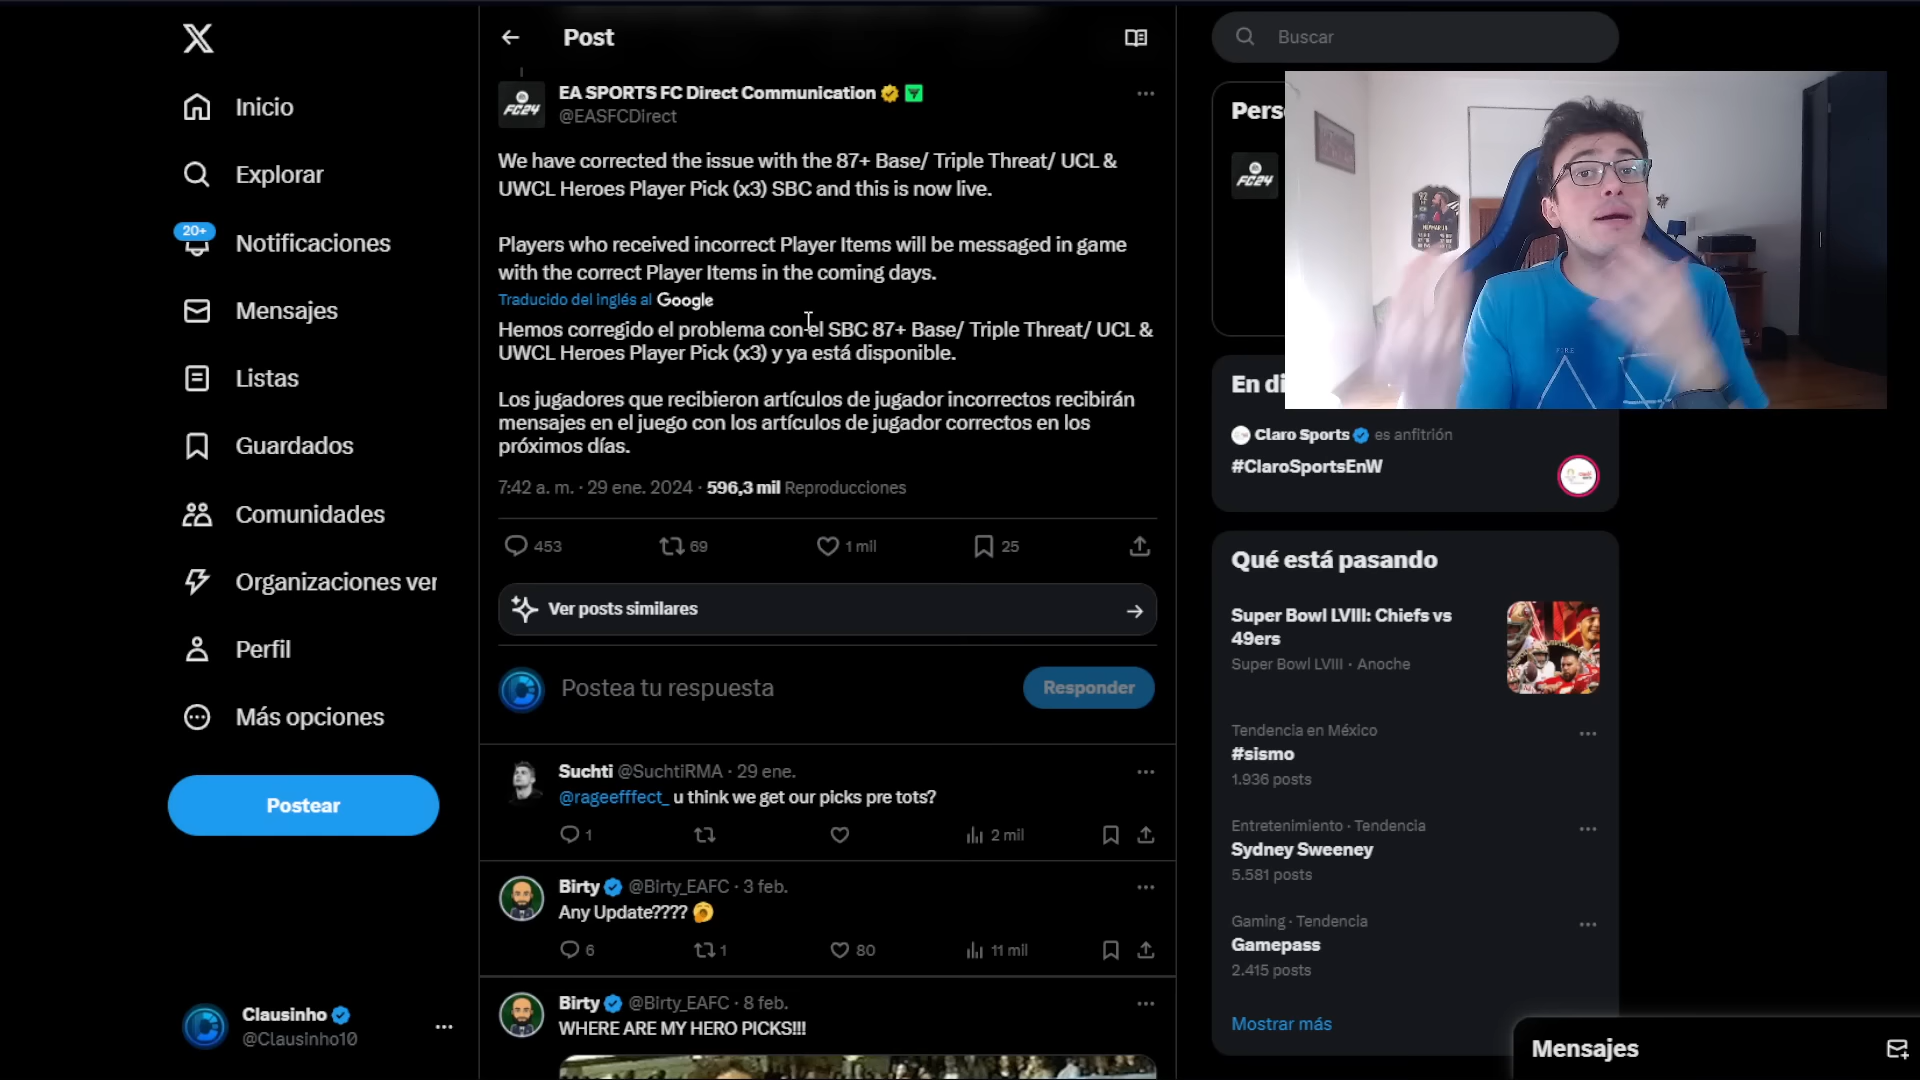 Inicio
Explorar
20+
Notificaciones
Mensajes
Listas
Guardados
Comunidades
Organizaciones ver
Perfil
Más opciones
Postear
Clausinho
@Clausinho10
Post
FC24
EA SPORTS FC Direct Communication
@EASFCDirect
We have corrected the issue with the 87+ Base/ Triple Threat/ UCL &
UWCL Heroes Player Pick (x3) SBC and this is now live.
Players who received incorrect Player Items will be messaged in game
with the correct Player Items in the coming days.
Traducido del inglés al Google
Hemos corregido el problema con el SBC 87+ Base/ Triple Threat/ UCL &
UWCL Heroes Player Pick (x3) y ya está disponible.
Los jugadores que recibieron artículos de jugador incorrectos recibirán
mensajes en el juego con los artículos de jugador correctos en los
próximos días.
7:42 a. m. · 29 ene. 2024 · 596,3 mil Reproducciones
453 69 1 mil 25
Ver posts similares
Postea tu respuesta
Responder
Suchti @SuchtiRMA · 29 ene.
@rageefffect_ u think we get our picks pre tots?
1 2 mil
Birty @Birty_EAFC · 3 feb.
Any Update????
6 1 80 11 mil
Birty @Birty_EAFC · 8 feb.
WHERE ARE MY HERO PICKS!!!
Buscar
Pers
FC24
92
NEYMAR JR
FIRE
En di
Claro Sports es anfitrión
#ClaroSportsEnW
Qué está pasando
Super Bowl LVIII: Chiefs vs
49ers
Super Bowl LVIII · Anoche
Tendencia en México
#sismo
1.936 posts
Entretenimiento · Tendencia
Sydney Sweeney
5.581 posts
Gaming · Tendencia
Gamepass
2.415 posts
Mostrar más
Mensajes